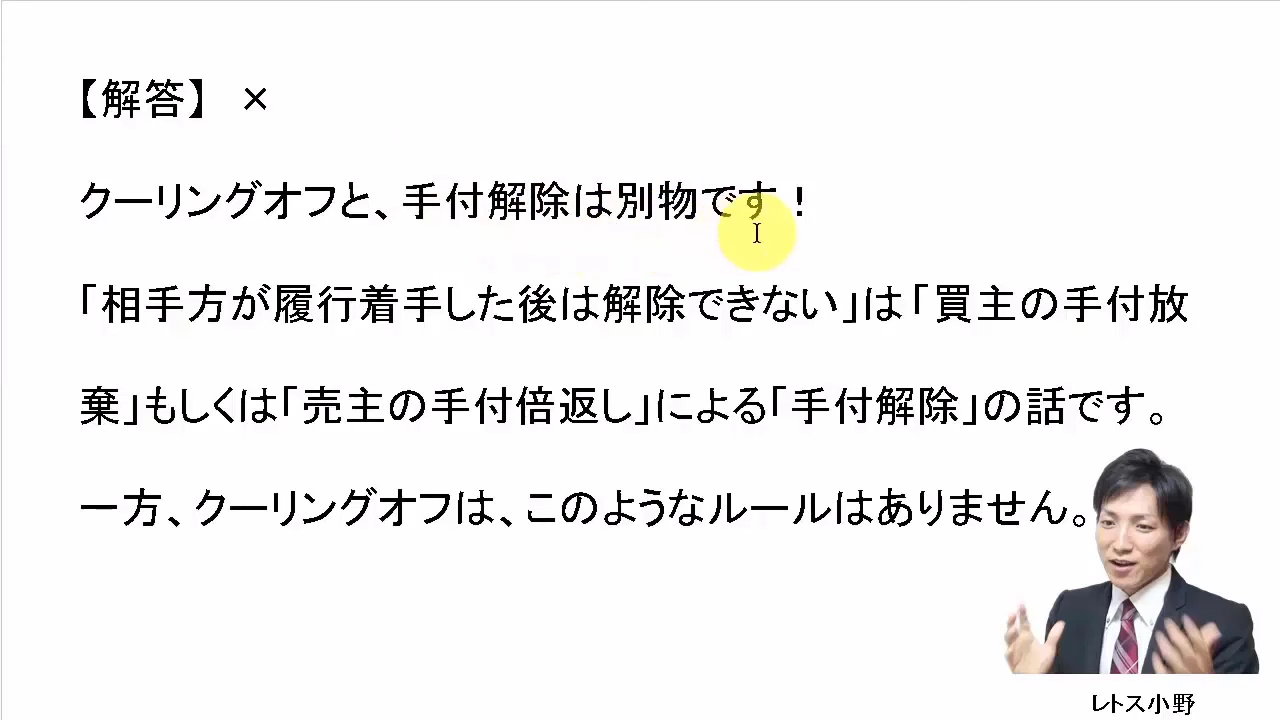 【解答】 ×
クーリングオフと、手付解除は別物です！
「相手方が履行着手した後は解除できない」は「買主の手付放
棄」もしくは「売主の手付倍返し」による「手付解除」の話です。
一方、クーリングオフは、このようなルールはありません。
レトス小野